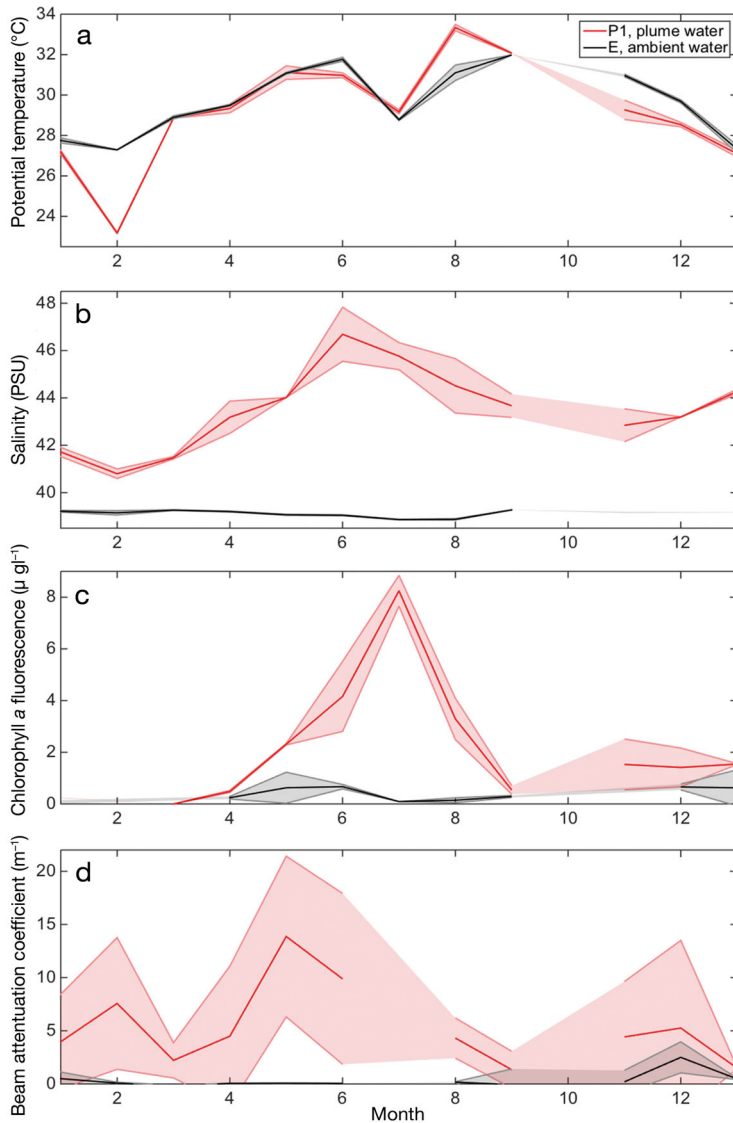 a
P1, plume water
E, ambient water
Potential temperature (°C)
34
32
30
28
26
24
2 4 6 8 10 12
b
Salinity (PSU)
48
46
44
42
40
2 4 6 8 10 12
c
Chlorophyll a fluorescence (µ gl⁻¹)
8
6
4
2
0
2 4 6 8 10 12
d
Beam attentuation coefficient (m⁻¹)
20
15
10
5
0
2 4 6 8 10 12
Month